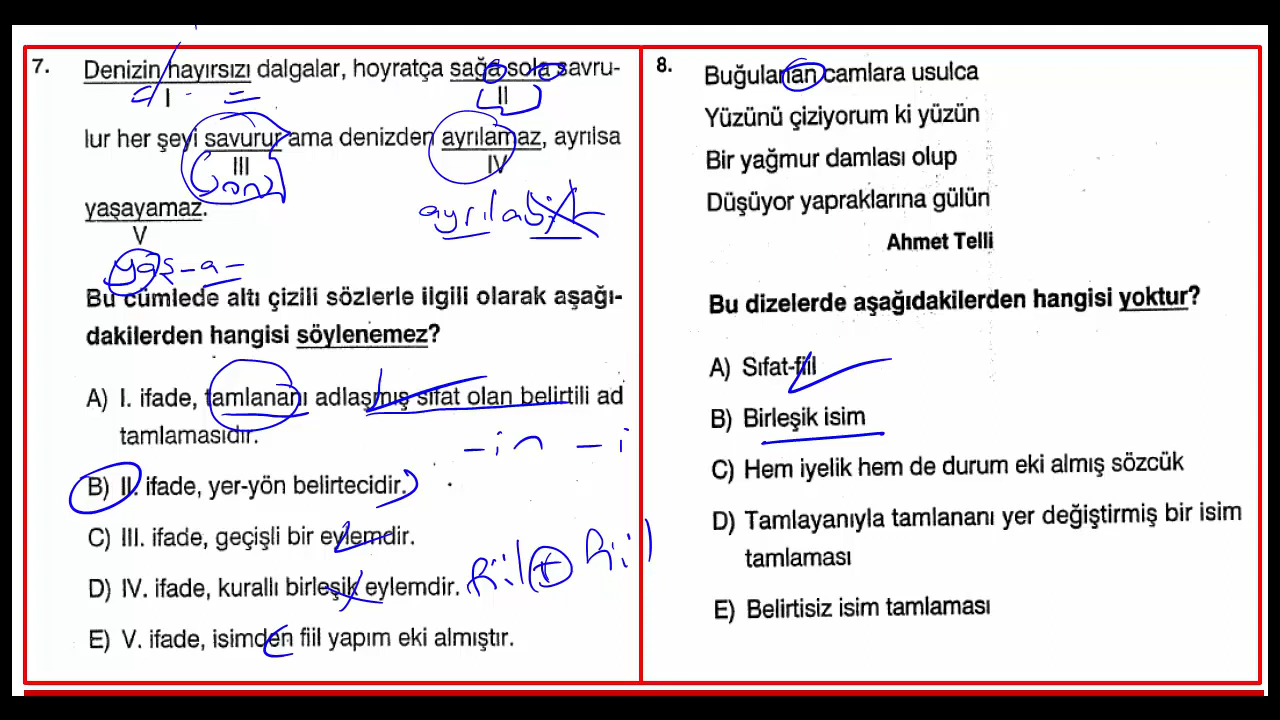 7.
Denizin hayırsızı dalgalar, hoyratça sağa sola savru-
I II
lur her şeyi savurur ama denizden ayrılamaz, ayrılsa
III IV
yaşayamaz.
V
ayrılabil
yaş-a-
Bu cümlede altı çizili sözlerle ilgili olarak aşağı-
dakilerden hangisi söylenemez?
A) I. ifade, tamlananı adlaşmış sıfat olan belirtili ad
tamlamasıdır.
-in -i
B) II. ifade, yer-yön belirtecidir.
C) III. ifade, geçişli bir eylemdir.
D) IV. ifade, kurallı birleşik eylemdir.
fiil + fiil
E) V. ifade, isimden fiil yapım eki almıştır.
8.
Buğulanan camlara usulca
Yüzünü çiziyorum ki yüzün
Bir yağmur damlası olup
Düşüyor yapraklarına gülün
Ahmet Telli
Bu dizelerde aşağıdakilerden hangisi yoktur?
A) Sıfat-fiil
B) Birleşik isim
C) Hem iyelik hem de durum eki almış sözcük
D) Tamlayanıyla tamlananı yer değiştirmiş bir isim
tamlaması
E) Belirtisiz isim tamlaması